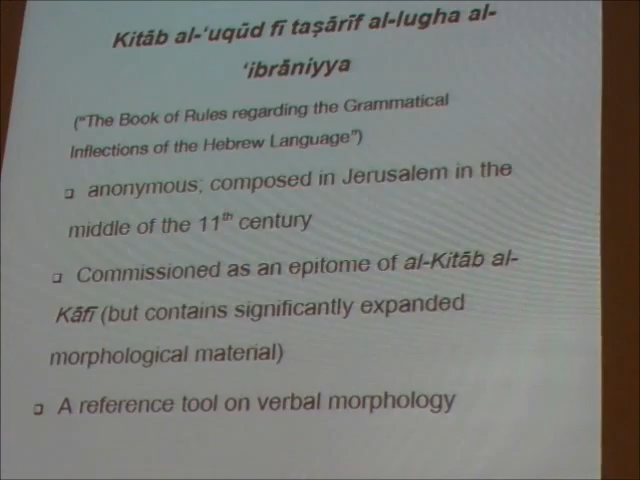 Kitāb al-ʻuqūd fī taṣārīf al-lugha al-
ʻibrāniyya
("The Book of Rules regarding the Grammatical
Inflections of the Hebrew Language")
❑ anonymous; composed in Jerusalem in the
middle of the 11th century
❑ Commissioned as an epitome of al-Kitāb al-
Kāfī (but contains significantly expanded
morphological material)
❑ A reference tool on verbal morphology